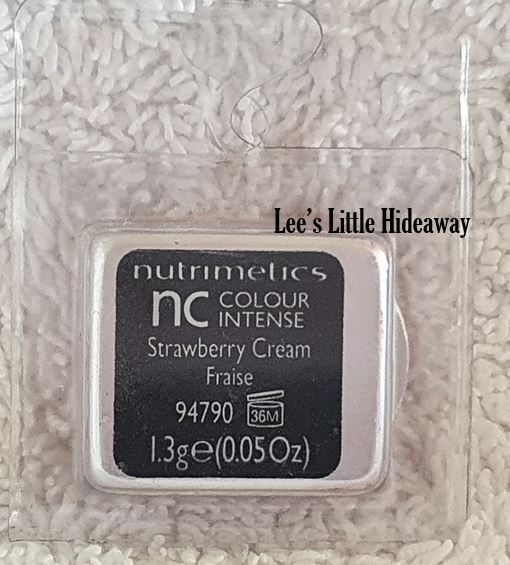 Lee's Little Hideaway
nutrimetics
nc COLOUR
INTENSE
Strawberry Cream
Fraise
94790 36M
1.3g℮(0.05 Oz)